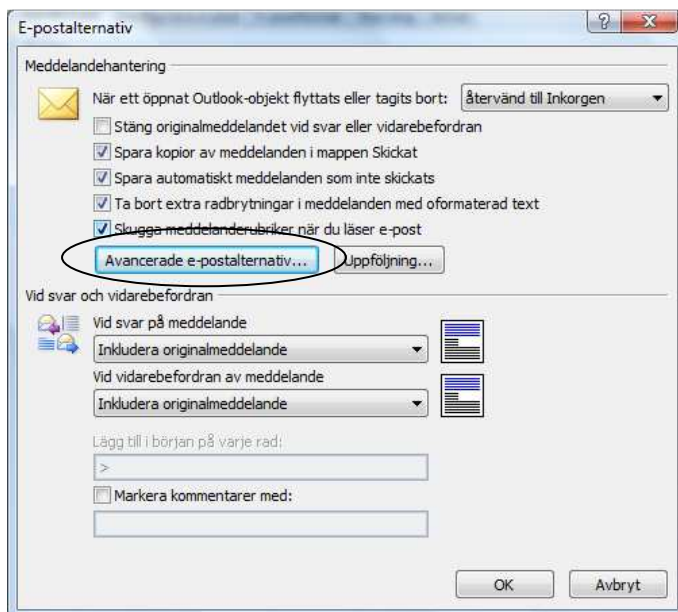 E-postalternativ
Meddelandehantering
När ett öppnat Outlook-objekt flyttats eller tagits bort: återvänd till Inkorgen
Stäng originalmeddelandet vid svar eller vidarebefordran
Spara kopior av meddelanden i mappen Skickat
Spara automatiskt meddelanden som inte skickats
Ta bort extra radbrytningar i meddelanden med oformaterad text
Skugga meddelanderubriker när du läser e-post
Avancerade e-postalternativ... Uppföljning...
Vid svar och vidarebefordran
Vid svar på meddelande
Inkludera originalmeddelande
Vid vidarebefordran av meddelande
Inkludera originalmeddelande
Lägg till i början på varje rad:
>
Markera kommentarer med:
OK Avbryt